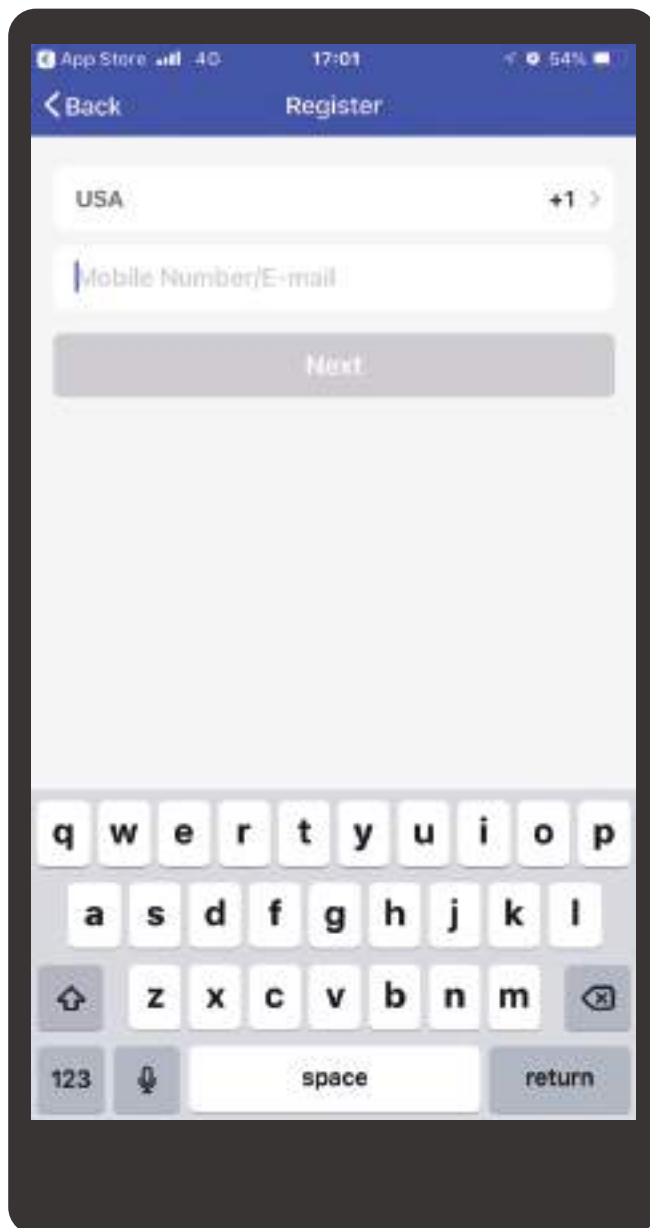 App Store 4G 17:01 54%
Back Register
USA +1
Mobile Number/E-mail
Next
q w e r t y u i o p
a s d f g h j k l
z x c v b n m
123 space return